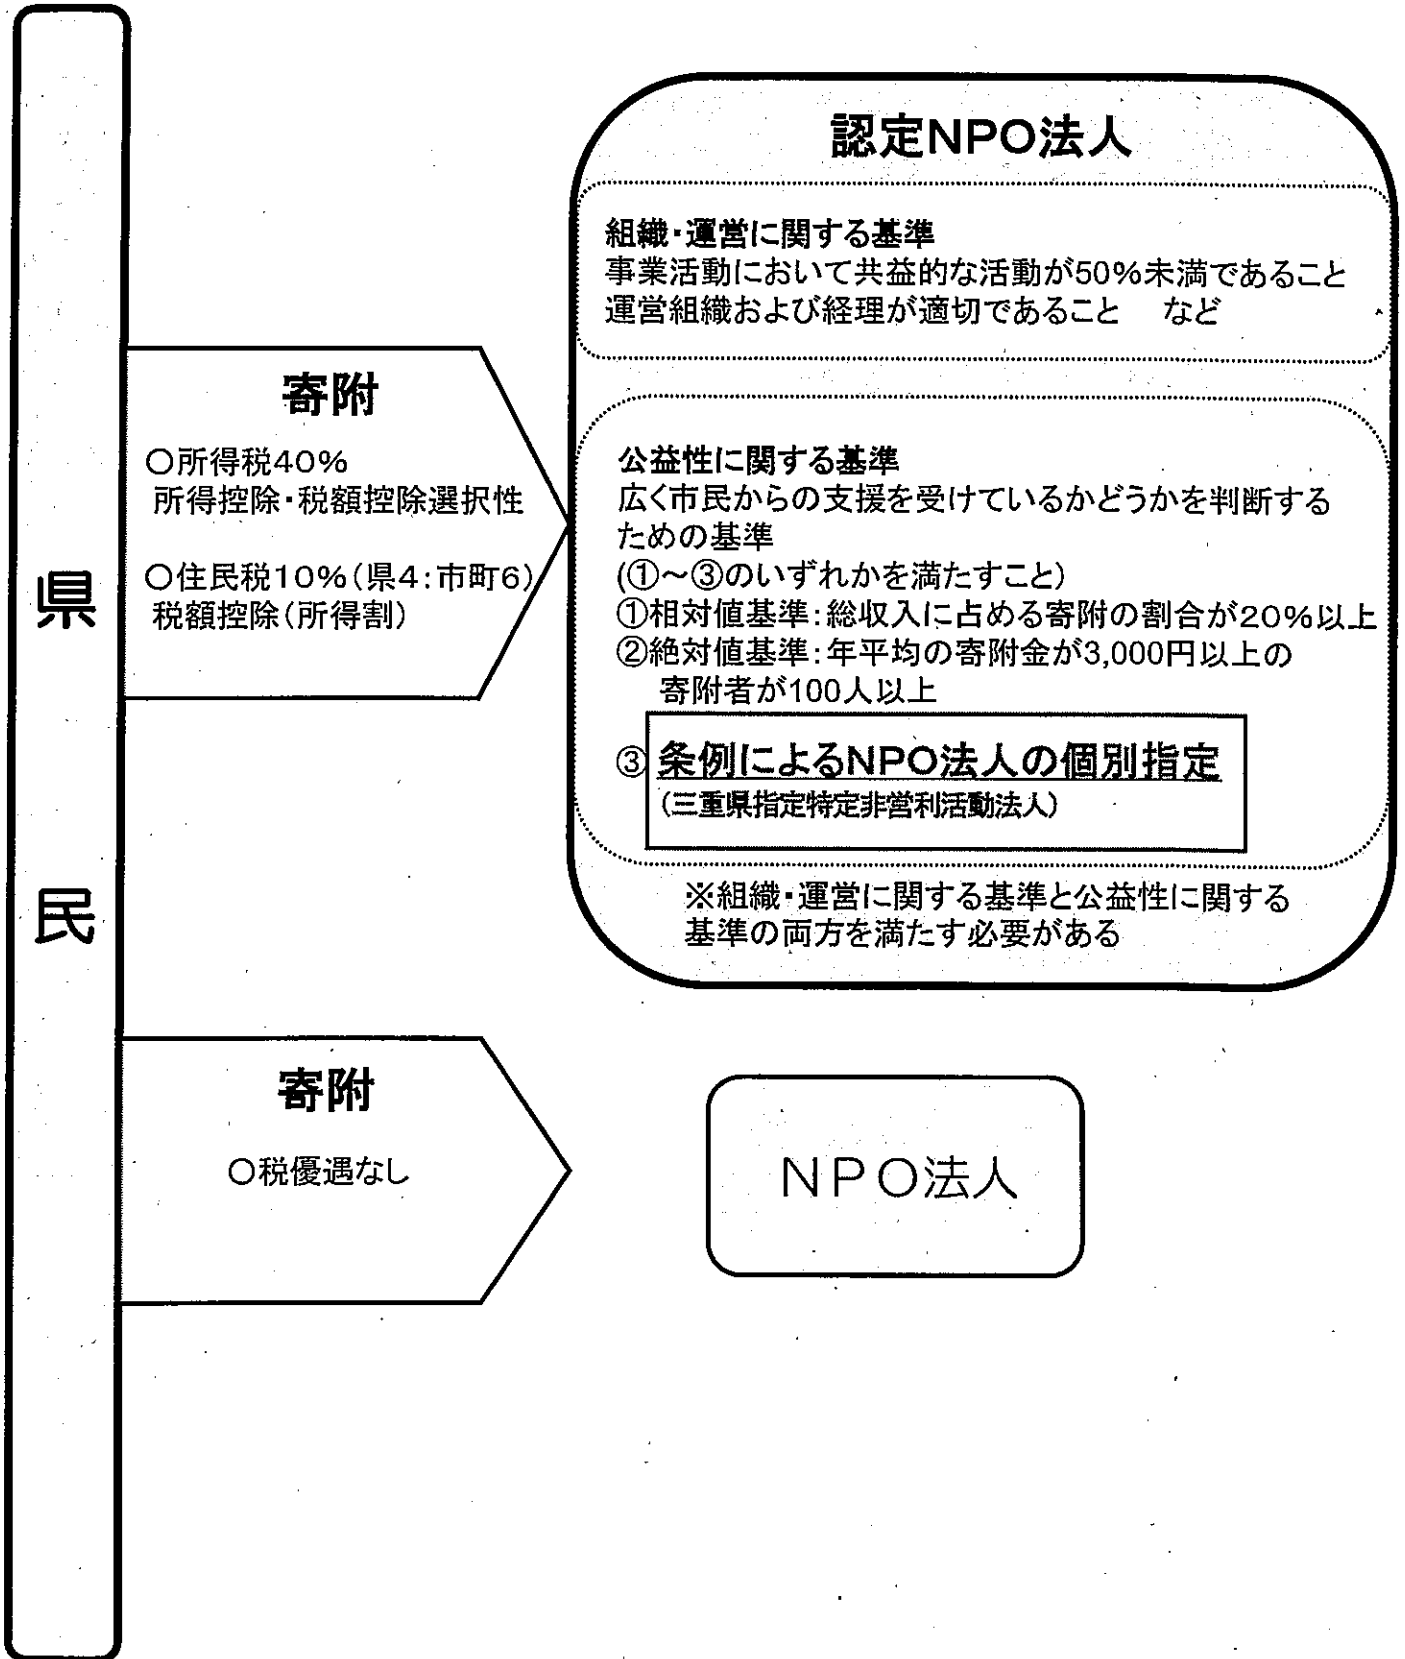 県民
寄附
○所得税40%
所得控除・税額控除選択性
○住民税10%(県4:市町6)
税額控除(所得割)
認定NPO法人
組織・運営に関する基準
事業活動において共益的な活動が50%未満であること
運営組織および経理が適切であること　など
公益性に関する基準
広く市民からの支援を受けているかどうかを判断する
ための基準
(①～③のいずれかを満たすこと)
①相対値基準:総収入に占める寄附の割合が20%以上
②絶対値基準:年平均の寄附金が3,000円以上の
寄附者が100人以上
③条例によるNPO法人の個別指定
(三重県指定特定非営利活動法人)
※組織・運営に関する基準と公益性に関する
基準の両方を満たす必要がある
寄附
○税優遇なし
NPO法人